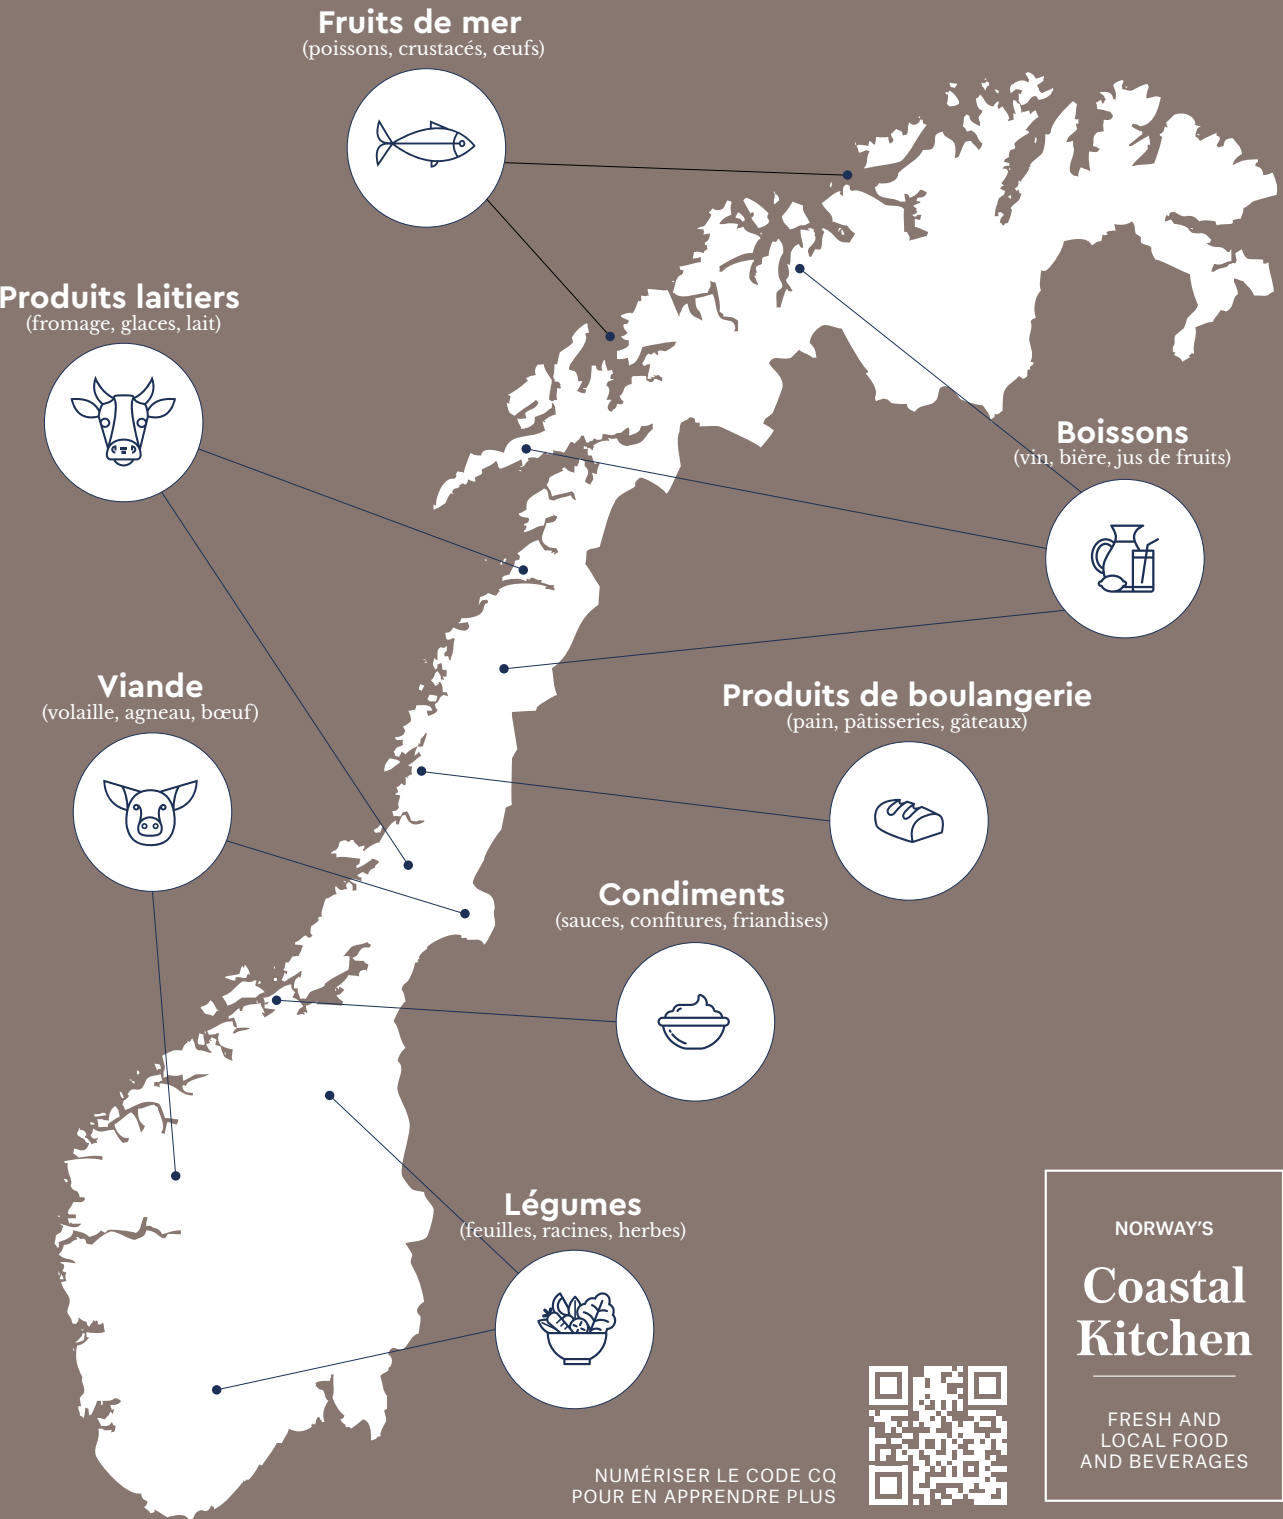 Fruits de mer
(poissons, crustacés, œufs)
Produits laitiers
(fromage, glaces, lait)
Boissons
(vin, bière, jus de fruits)
Viande
(volaille, agneau, bœuf)
Produits de boulangerie
(pain, pâtisseries, gâteaux)
Condiments
(sauces, confitures, friandises)
Légumes
(feuilles, racines, herbes)
NORWAY'S
Coastal
Kitchen
FRESH AND
LOCAL FOOD
AND BEVERAGES
NUMÉRISER LE CODE CQ
POUR EN APPRENDRE PLUS